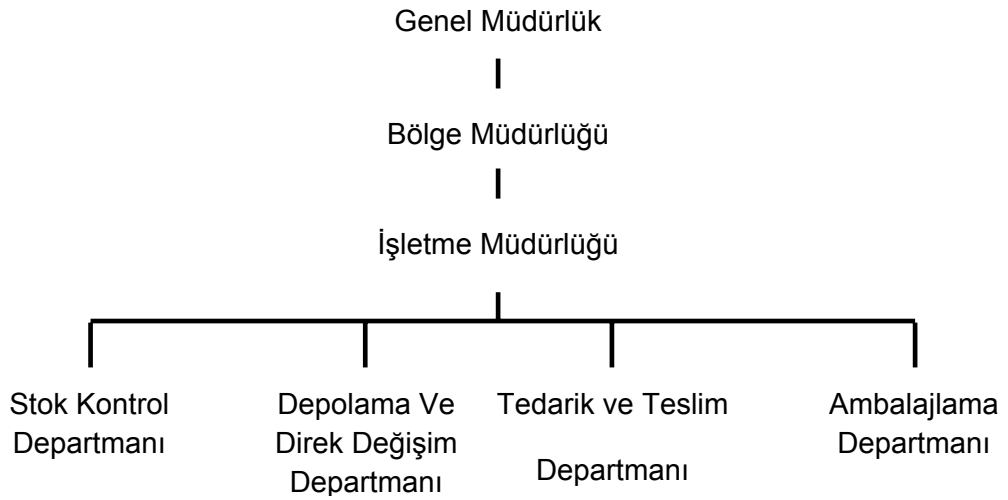 Genel Müdürlük
Bölge Müdürlüğü
İşletme Müdürlüğü
Stok Kontrol
Departmanı
Depolama Ve
Direk Değişim
Departmanı
Tedarik ve Teslim
Departmanı
Ambalajlama
Departmanı